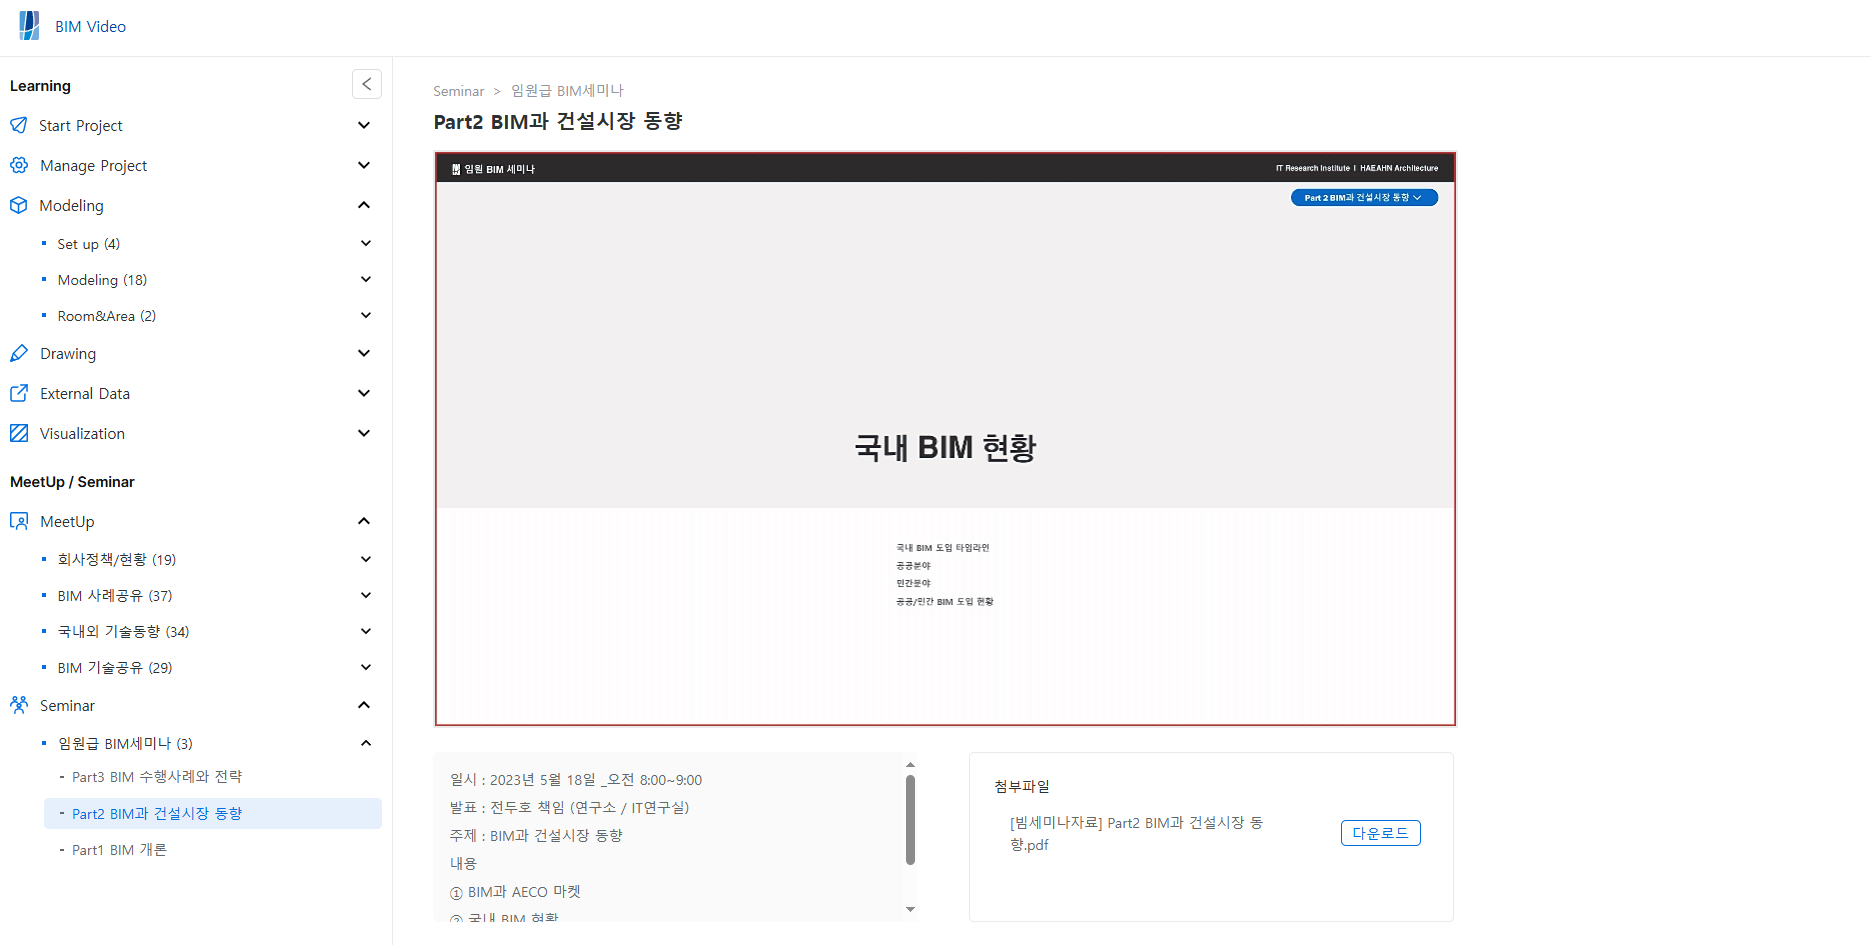 BIM Video
Learning
Start Project
Manage Project
Modeling
Set up (4)
Modeling (18)
Room&Area (2)
Drawing
External Data
Visualization
MeetUp / Seminar
MeetUp
회사정책/현황 (19)
BIM 사례공유 (37)
국내외 기술동향 (34)
BIM 기술공유 (29)
Seminar
임원급 BIM세미나 (3)
- Part3 BIM 수행사례와 전략
- Part2 BIM과 건설시장 동향
- Part1 BIM 개론
Seminar > 임원급 BIM세미나
Part2 BIM과 건설시장 동향
임원 BIM 세미나
IT Research Institute I HAEAHN Architecture
Part 2 BIM과 건설시장 동향
국내 BIM 현황
국내 BIM 도입 타임라인
공공분야
민간분야
공공/민간 BIM 도입 현황
일시 : 2023년 5월 18일 _오전 8:00~9:00
발표 : 전두호 책임 (연구소 / IT연구실)
주제 : BIM과 건설시장 동향
내용
① BIM과 AECO 마켓
② 국내 BIM 현황
첨부파일
[빔세미나자료] Part2 BIM과 건설시장 동
향.pdf
다운로드